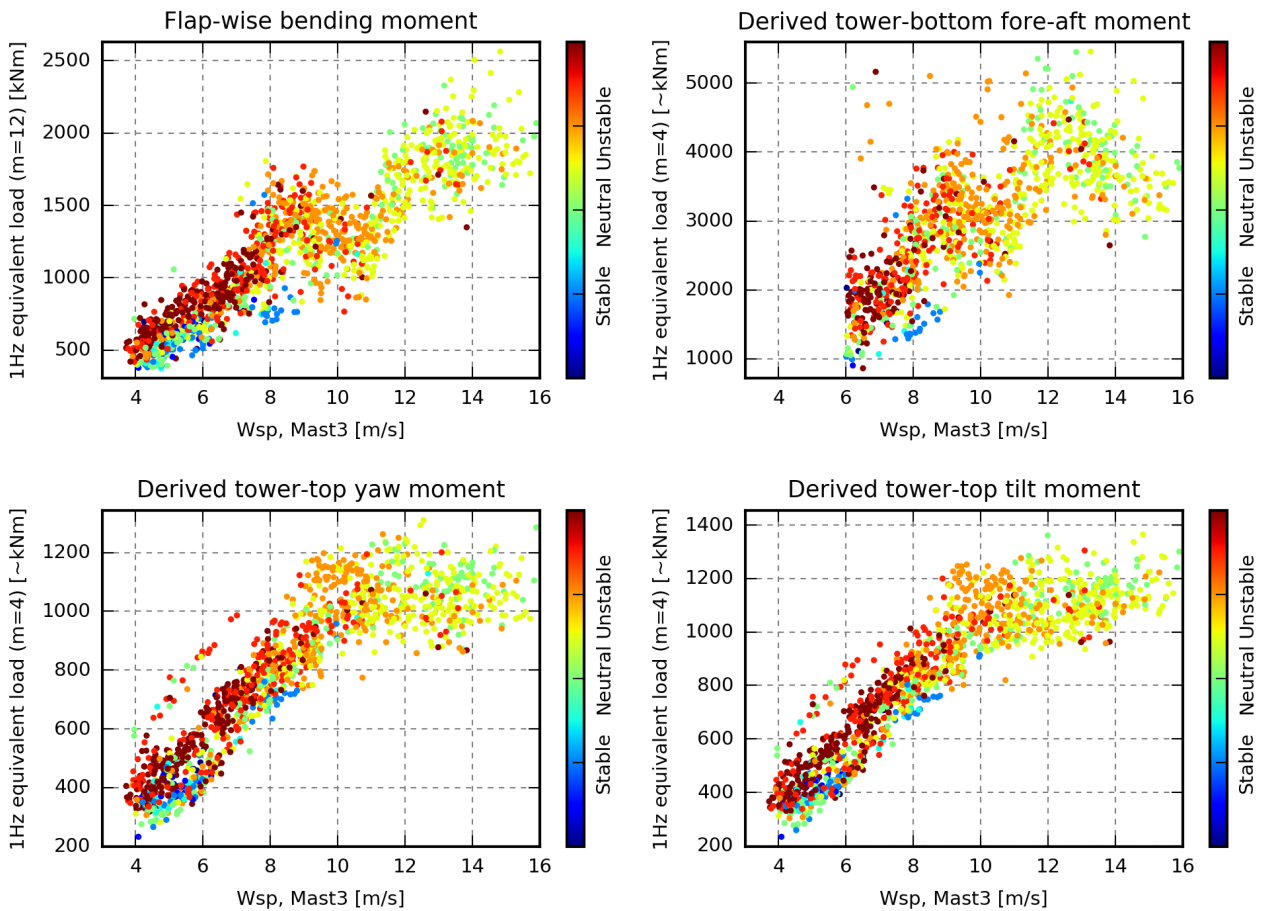 Flap-wise bending moment
1Hz equivalent load (m=12) [kNm]
2500
2000
1500
1000
500
4 6 8 10 12 14 16
Wsp, Mast3 [m/s]
Stable Neutral Unstable
Derived tower-bottom fore-aft moment
1Hz equivalent load (m=4) [~kNm]
5000
4000
3000
2000
1000
4 6 8 10 12 14 16
Wsp, Mast3 [m/s]
Stable Neutral Unstable
Derived tower-top yaw moment
1Hz equivalent load (m=4) [~kNm]
1200
1000
800
600
400
200
4 6 8 10 12 14 16
Wsp, Mast3 [m/s]
Stable Neutral Unstable
Derived tower-top tilt moment
1Hz equivalent load (m=4) [~kNm]
1400
1200
1000
800
600
400
200
4 6 8 10 12 14 16
Wsp, Mast3 [m/s]
Stable Neutral Unstable